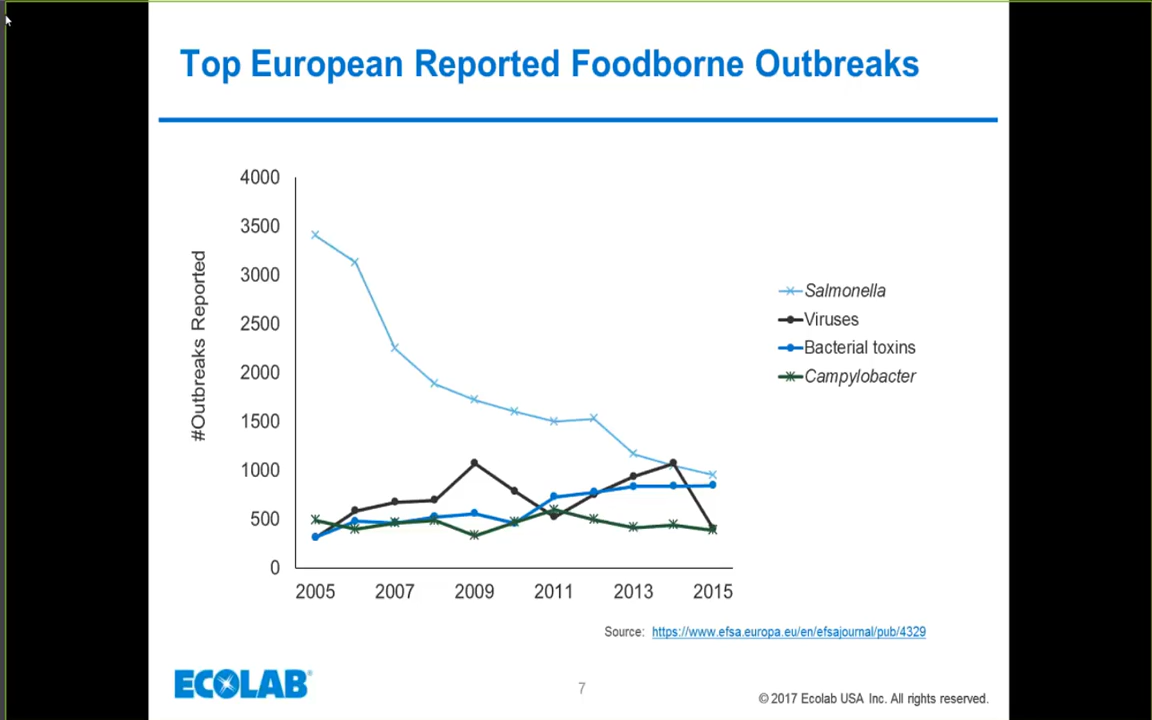 Top European Reported Foodborne Outbreaks
4000
3500
3000
2500
2000
1500
1000
500
0
#Outbreaks Reported
2005 2007 2009 2011 2013 2015
Salmonella
Viruses
Bacterial toxins
Campylobacter
Source: https://www.efsa.europa.eu/en/efsajournal/pub/4329
ECOLAB®
7
© 2017 Ecolab USA Inc. All rights reserved.